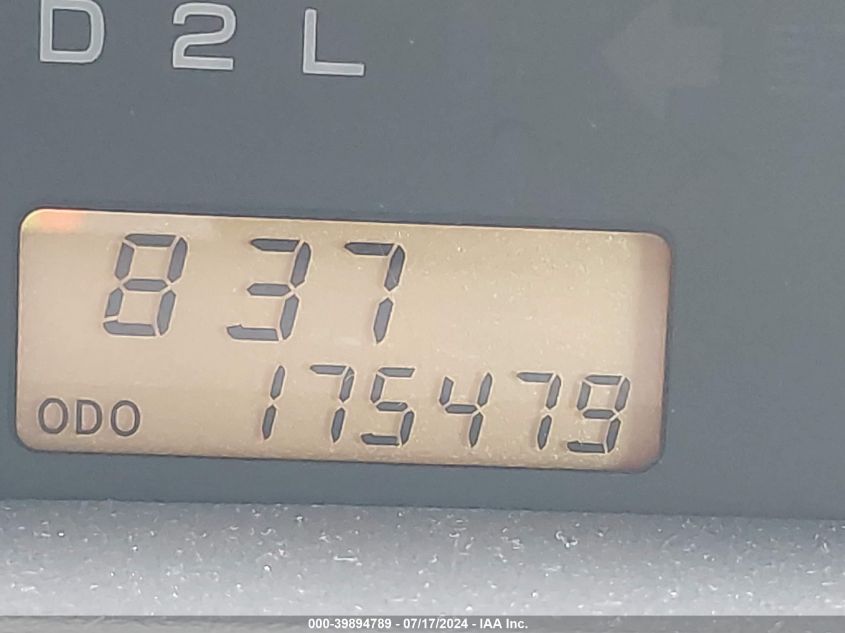 D 2 L
837
ODO 175479
000-39894789 - 07/17/2024 - IAA Inc.